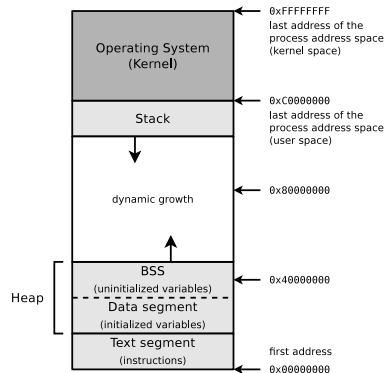 0xFFFFFFFF
last address of the
process address space
(kernel space)
Operating System
(Kernel)
0xC0000000
last address of the
process address space
(user space)
Stack
dynamic growth
0x80000000
BSS
(uninitialized variables)
0x40000000
Heap
Data segment
(initialized variables)
Text segment
(instructions)
first address
0x00000000